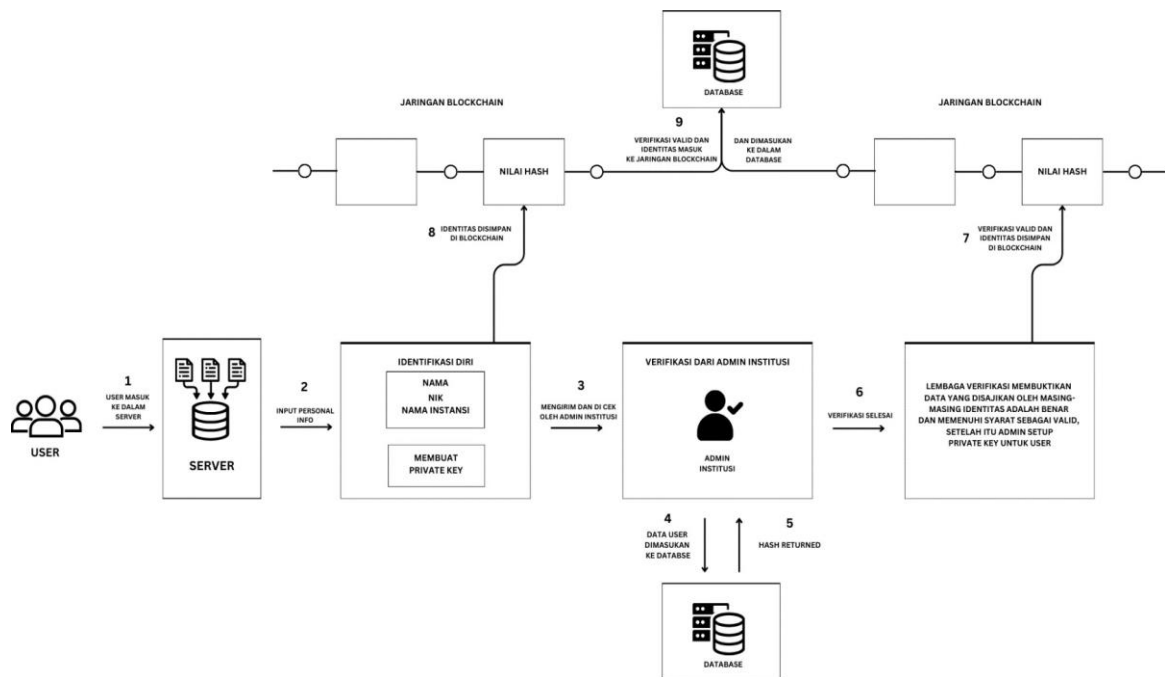 DATABASE
JARINGAN BLOCKCHAIN
JARINGAN BLOCKCHAIN
9
VERIFIKASI VALID DAN
IDENTITAS MASUK
KE JARINGAN BLOCKCHAIN
DAN DIMASUKAN
KE DALAM
DATABASE
NILAI HASH
NILAI HASH
8
IDENTITAS DISIMPAN
DI BLOCKCHAIN
7
VERIFIKASI VALID DAN
IDENTITAS DISIMPAN
DI BLOCKCHAIN
USER
1
USER MASUK
KE DALAM
SERVER
SERVER
2
INPUT PERSONAL
INFO
IDENTIFIKASI DIRI
NAMA
NIK
NAMA INSTANSI
MEMBUAT
PRIVATE KEY
3
MENGIRIM DAN DI CEK
OLEH ADMIN INSTITUSI
VERIFIKASI DARI ADMIN INSTITUSI
ADMIN
INSTITUSI
6
VERIFIKASI SELESAI
LEMBAGA VERIFIKASI MEMBUKTIKAN
DATA YANG DISAJIKAN OLEH MASING-
MASING IDENTITAS ADALAH BENAR
DAN MEMENUHI SYARAT SEBAGAI VALID,
SETELAH ITU ADMIN SETUP
PRIVATE KEY UNTUK USER
4
DATA USER
DIMASUKAN
KE DATABSE
5
HASH RETURNED
DATABASE